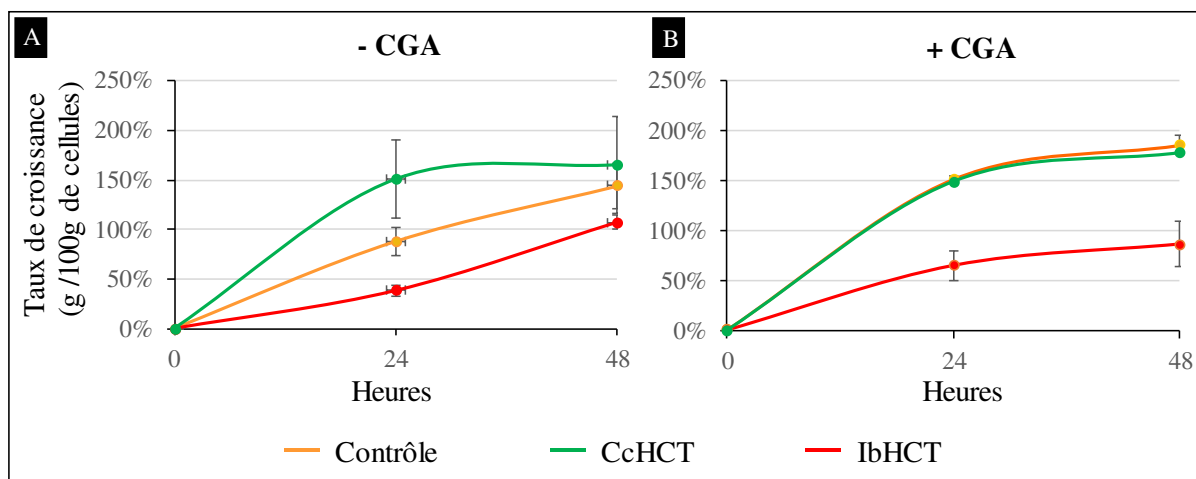 A
- CGA
Taux de croissance
(g /100g de cellules)
250%
200%
150%
100%
50%
0%
0
24
48
Heures
B
+ CGA
250%
200%
150%
100%
50%
0%
0
24
48
Heures
Contrôle
CcHCT
IbHCT